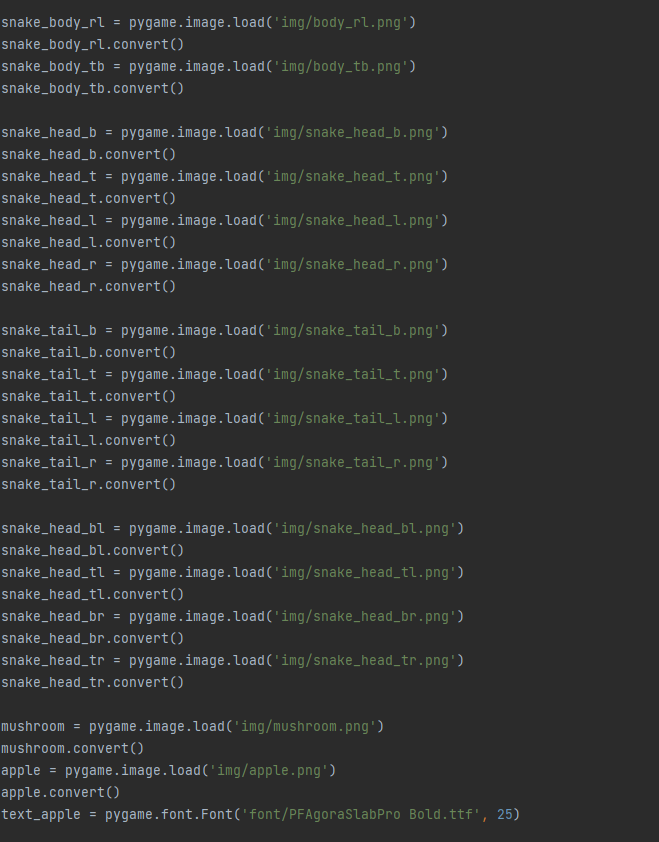 snake_body_rl = pygame.image.load('img/body_rl.png')
snake_body_rl.convert()
snake_body_tb = pygame.image.load('img/body_tb.png')
snake_body_tb.convert()
snake_head_b = pygame.image.load('img/snake_head_b.png')
snake_head_b.convert()
snake_head_t = pygame.image.load('img/snake_head_t.png')
snake_head_t.convert()
snake_head_l = pygame.image.load('img/snake_head_l.png')
snake_head_l.convert()
snake_head_r = pygame.image.load('img/snake_head_r.png')
snake_head_r.convert()
snake_tail_b = pygame.image.load('img/snake_tail_b.png')
snake_tail_b.convert()
snake_tail_t = pygame.image.load('img/snake_tail_t.png')
snake_tail_t.convert()
snake_tail_l = pygame.image.load('img/snake_tail_l.png')
snake_tail_l.convert()
snake_tail_r = pygame.image.load('img/snake_tail_r.png')
snake_tail_r.convert()
snake_head_bl = pygame.image.load('img/snake_head_bl.png')
snake_head_bl.convert()
snake_head_tl = pygame.image.load('img/snake_head_tl.png')
snake_head_tl.convert()
snake_head_br = pygame.image.load('img/snake_head_br.png')
snake_head_br.convert()
snake_head_tr = pygame.image.load('img/snake_head_tr.png')
snake_head_tr.convert()
mushroom = pygame.image.load('img/mushroom.png')
mushroom.convert()
apple = pygame.image.load('img/apple.png')
apple.convert()
text_apple = pygame.font.Font('font/PFAgoraSlabPro Bold.ttf', 25)